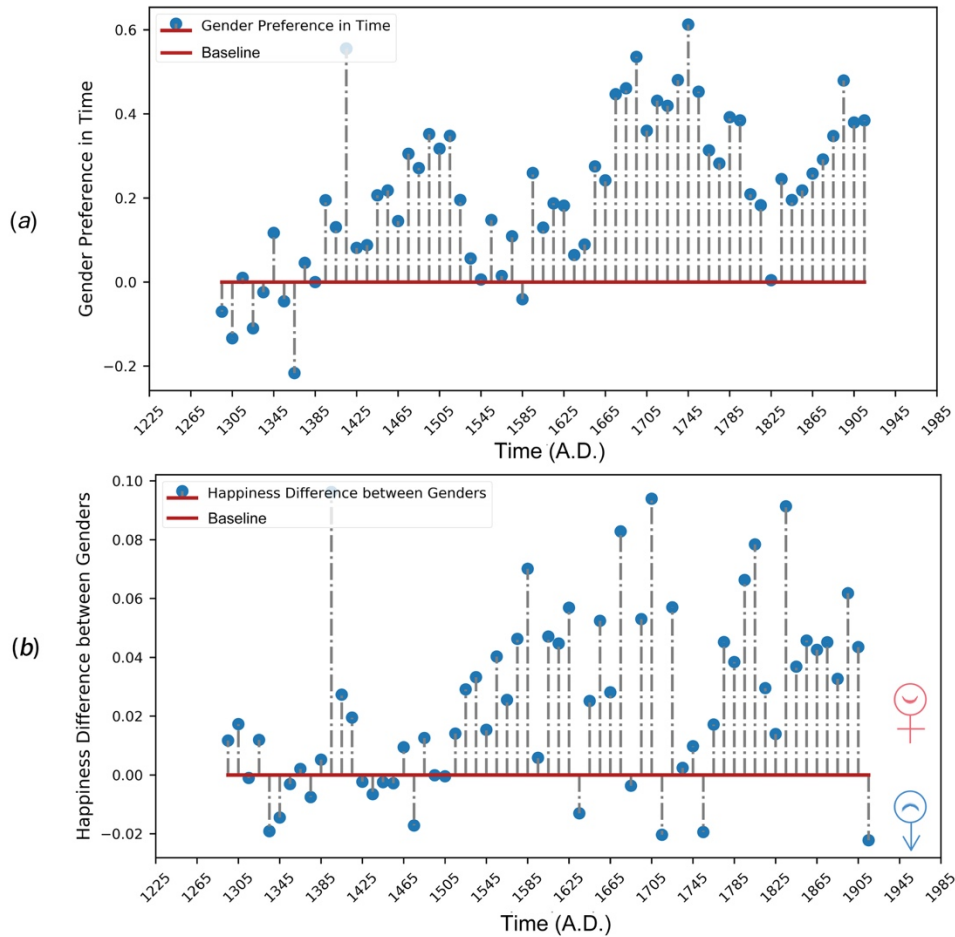 (a)
Gender Preference in Time
Baseline
Gender Preference in Time
0.6
0.4
0.2
0.0
−0.2
1225 1265 1305 1345 1385 1425 1465 1505 1545 1585 1625 1665 1705 1745 1785 1825 1865 1905 1945 1985
Time (A.D.)
(b)
Happiness Difference between Genders
Baseline
Happiness Difference between Genders
0.10
0.08
0.06
0.04
0.02
0.00
−0.02
1225 1265 1305 1345 1385 1425 1465 1505 1545 1585 1625 1665 1705 1745 1785 1825 1865 1905 1945 1985
Time (A.D.)